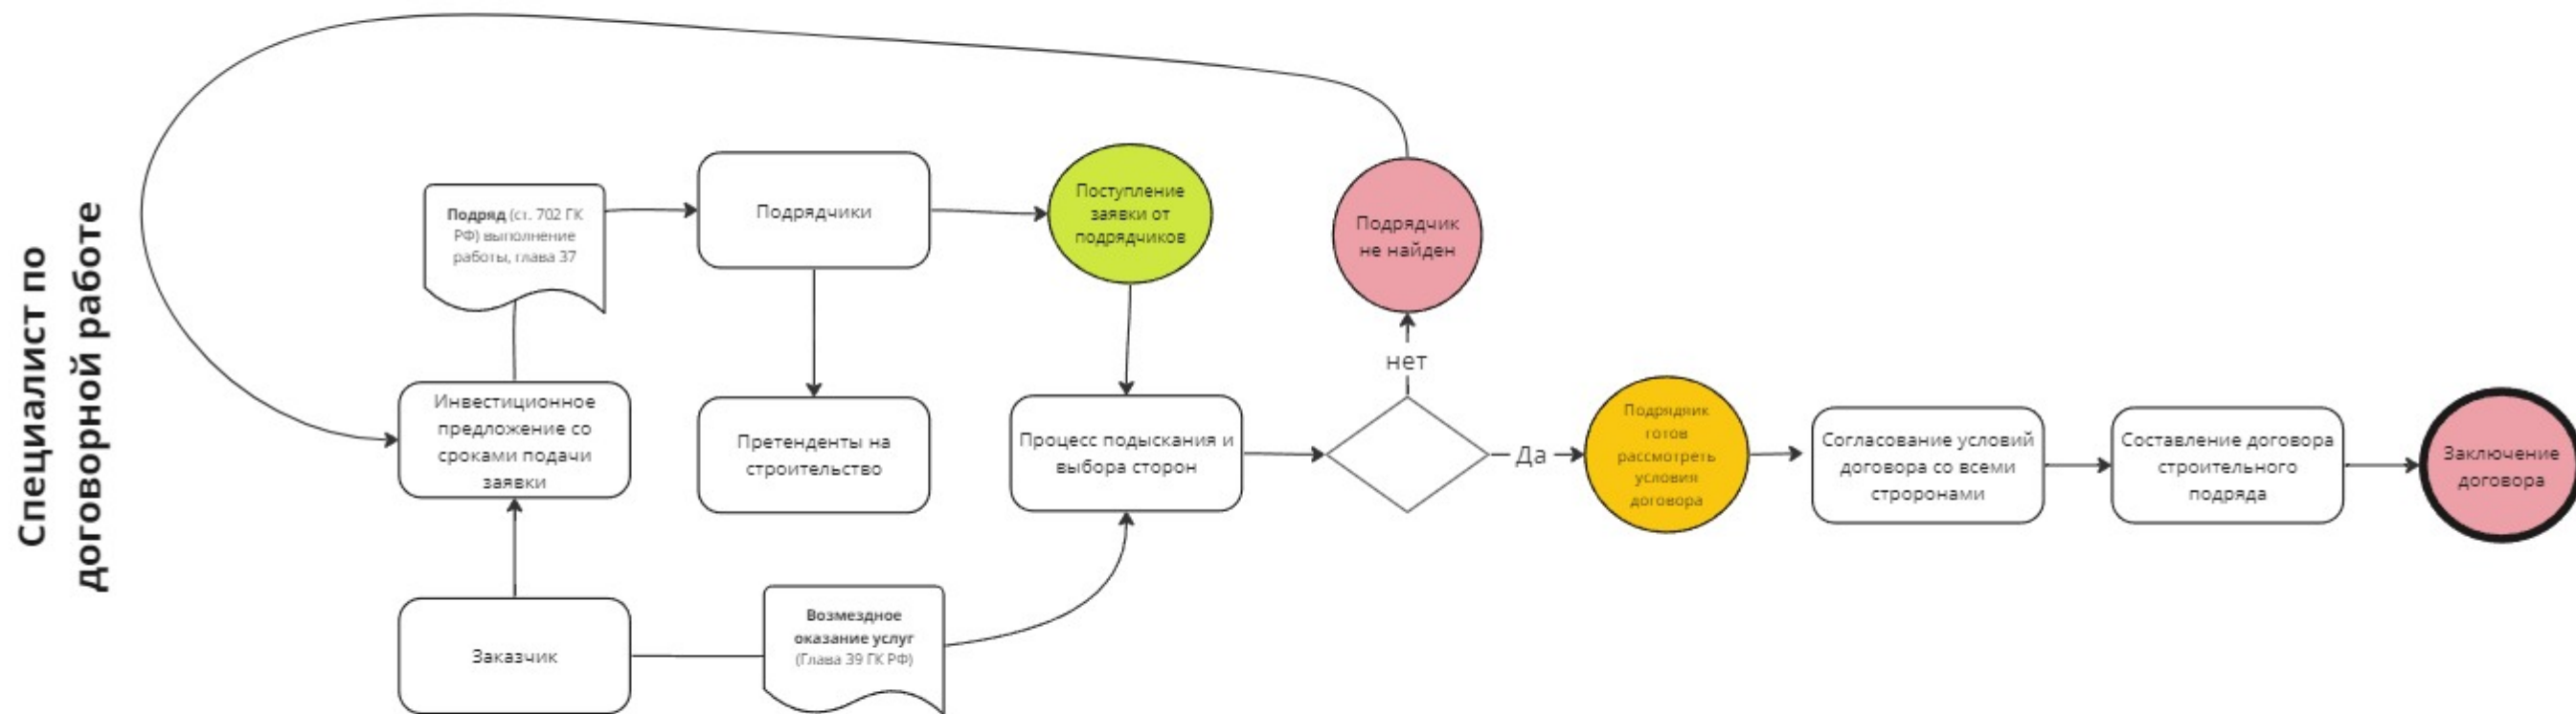 Специалист по
договорной работе
Подряд (ст. 702 ГК
РФ) выполнение
работы, глава 37
Подрядчики
Поступление
заявки от
подрядчиков
Подрядчик
не найден
нет
Инвестиционное
предложение со
сроками подачи
заявки
Претенденты на
строительство
Процесс подыскания и
выбора сторон
Да
Подрядяик
готов
рассмотреть
условия
договора
Согласование условий
договора со всеми
строронами
Составление договора
строительного
подряда
Заключение
договора
Заказчик
Возмездное
оказание услуг
(Глава 39 ГК РФ)